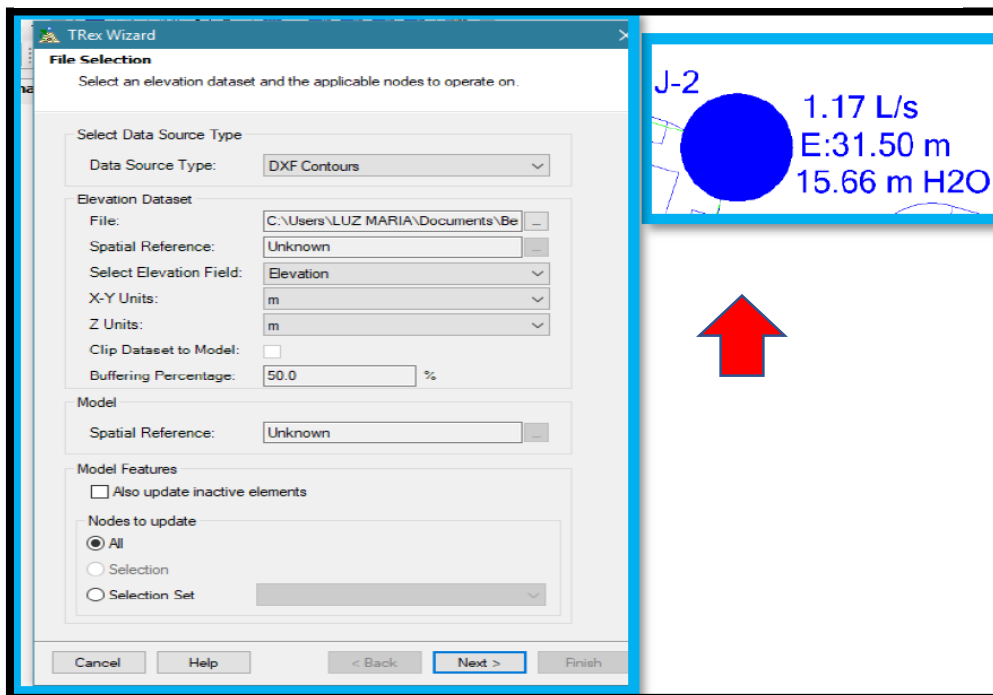 TRex Wizard
File Selection
Select an elevation dataset and the applicable nodes to operate on.
Select Data Source Type
Data Source Type: DXF Contours
Elevation Dataset
File: C:\Users\LUZ MARIA\Documents\Be ...
Spatial Reference: Unknown ...
Select Elevation Field: Elevation
X-Y Units: m
Z Units: m
Clip Dataset to Model:
Buffering Percentage: 50.0 %
Model
Spatial Reference: Unknown ...
Model Features
Also update inactive elements
Nodes to update
All
Selection
Selection Set
Cancel Help < Back Next > Finish
J-2
1.17 L/s
E:31.50 m
15.66 m H2O